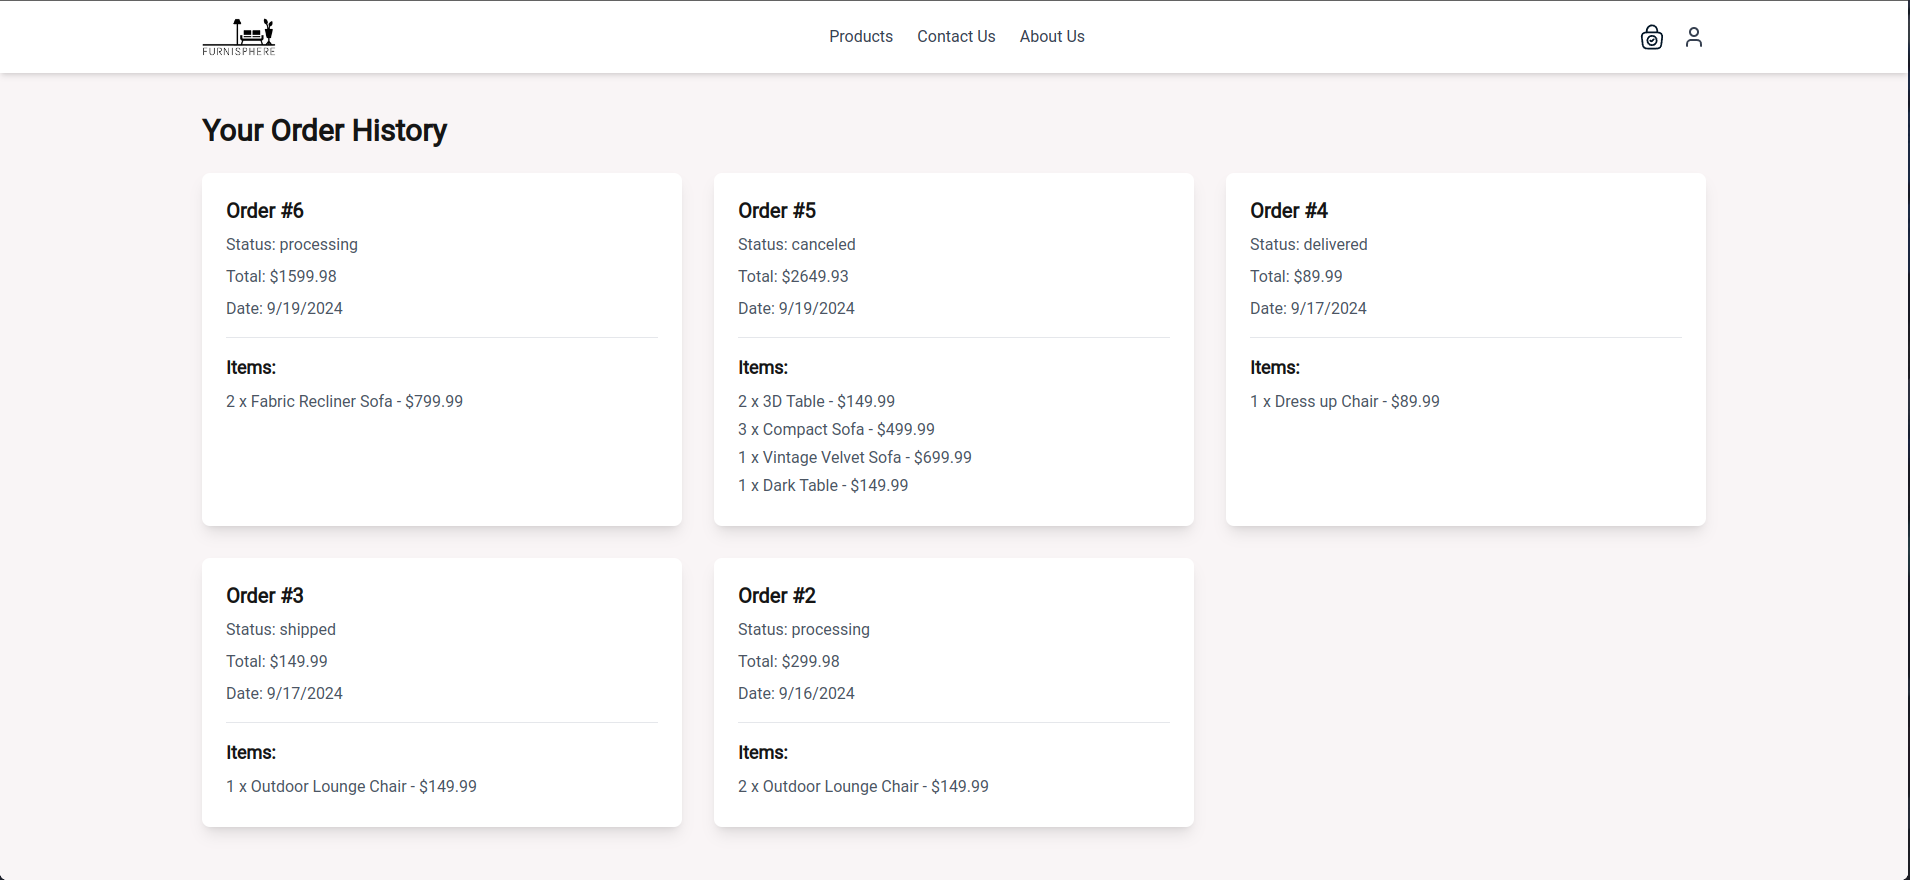 FURNISPHERE
Products
Contact Us
About Us
Your Order History
Order #6
Status: processing
Total: $1599.98
Date: 9/19/2024
Items:
2 x Fabric Recliner Sofa - $799.99
Order #5
Status: canceled
Total: $2649.93
Date: 9/19/2024
Items:
2 x 3D Table - $149.99
3 x Compact Sofa - $499.99
1 x Vintage Velvet Sofa - $699.99
1 x Dark Table - $149.99
Order #4
Status: delivered
Total: $89.99
Date: 9/17/2024
Items:
1 x Dress up Chair - $89.99
Order #3
Status: shipped
Total: $149.99
Date: 9/17/2024
Items:
1 x Outdoor Lounge Chair - $149.99
Order #2
Status: processing
Total: $299.98
Date: 9/16/2024
Items:
2 x Outdoor Lounge Chair - $149.99